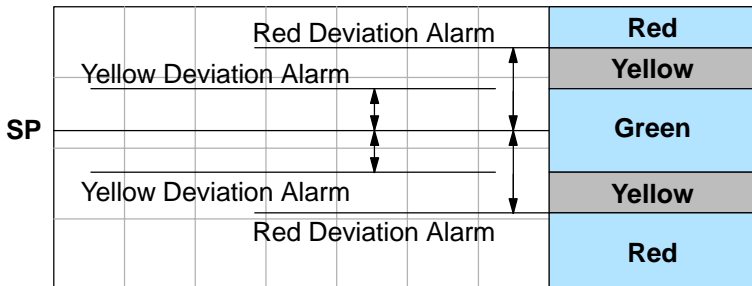 Red Deviation Alarm
Red
Yellow Deviation Alarm
Yellow
SP
Green
Yellow Deviation Alarm
Yellow
Red Deviation Alarm
Red